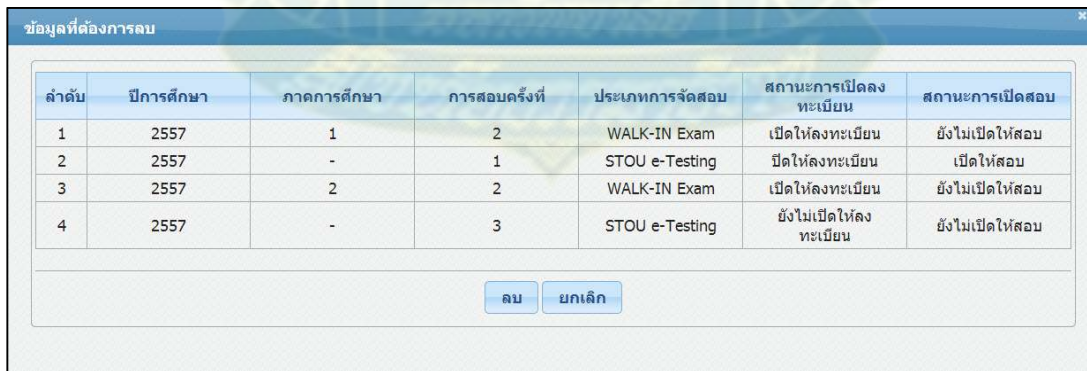 ข้อมูลที่ต้องการลบ
ลำดับ ปีการศึกษา ภาคการศึกษา การสอบครั้งที่ ประเภทการจัดสอบ สถานะการเปิดลง
ทะเบียน สถานะการเปิดสอบ
1 2557 1 2 WALK-IN Exam เปิดให้ลงทะเบียน ยังไม่เปิดให้สอบ
2 2557 - 1 STOU e-Testing ปิดให้ลงทะเบียน เปิดให้สอบ
3 2557 2 2 WALK-IN Exam เปิดให้ลงทะเบียน ยังไม่เปิดให้สอบ
4 2557 - 3 STOU e-Testing ยังไม่เปิดให้ลง
ทะเบียน ยังไม่เปิดให้สอบ
ลบ ยกเลิก